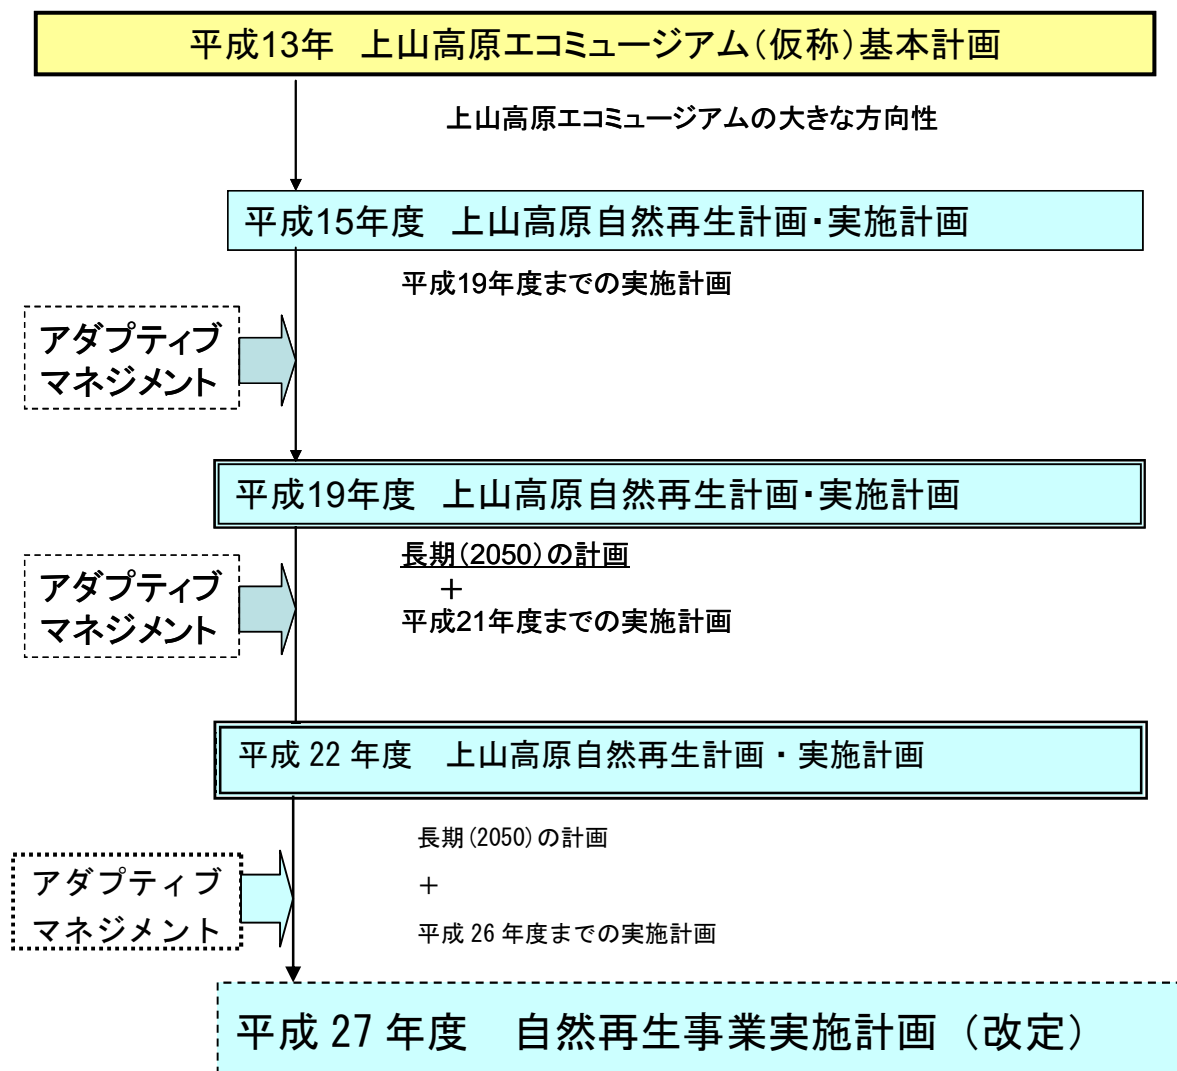 平成13年　上山高原エコミュージアム(仮称)基本計画
上山高原エコミュージアムの大きな方向性
平成15年度　上山高原自然再生計画・実施計画
平成19年度までの実施計画
アダプティブ
マネジメント
平成19年度　上山高原自然再生計画・実施計画
長期(2050)の計画
＋
平成21年度までの実施計画
アダプティブ
マネジメント
平成 22 年度　上山高原自然再生計画・実施計画
長期(2050)の計画
＋
平成 26 年度までの実施計画
アダプティブ
マネジメント
平成 27 年度　自然再生事業実施計画（改定）